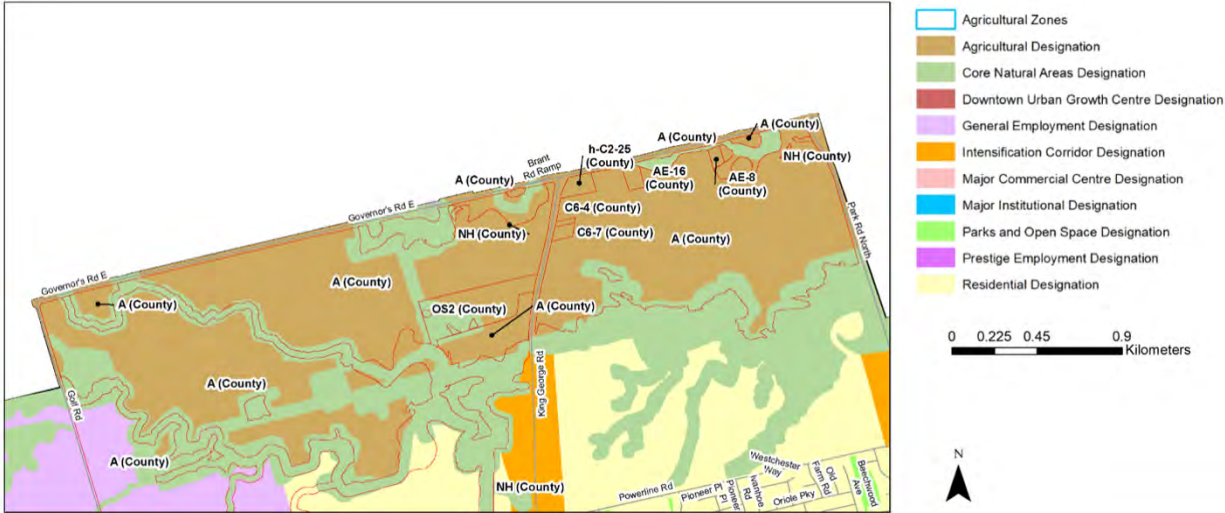 A (County)
A (County)
h-C2-25
(County)
Brant
Rd Ramp
A (County)
AE-16
(County)
AE-8
(County)
NH (County)
Governor's Rd E
C6-4 (County)
NH (County)
C6-7 (County)
A (County)
Park Rd North
Governor's Rd E
A (County)
A (County)
OS2 (County)
A (County)
King George Rd
A (County)
Golf Rd
A (County)
NH (County)
Powerline Rd
Westchester
Way
Pioneer Pl
Pioneer
Pl
Ivanhoe
Rd
Oriole Pky
Old
Farm Rd
Beechwood
Ave
Agricultural Zones
Agricultural Designation
Core Natural Areas Designation
Downtown Urban Growth Centre Designation
General Employment Designation
Intensification Corridor Designation
Major Commercial Centre Designation
Major Institutional Designation
Parks and Open Space Designation
Prestige Employment Designation
Residential Designation
0 0.225 0.45 0.9
Kilometers
N